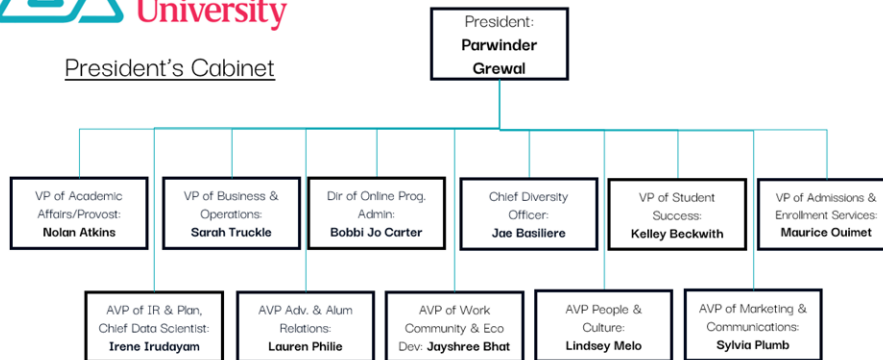 University
President's Cabinet
President:
Parwinder
Grewal
VP of Academic
Affairs/Provost:
Nolan Atkins
VP of Business &
Operations:
Sarah Truckle
Dir of Online Prog.
Admin:
Bobbi Jo Carter
Chief Diversity
Officer:
Jae Basiliere
VP of Student
Success:
Kelley Beckwith
VP of Admissions &
Enrollment Services:
Maurice Ouimet
AVP of IR & Plan,
Chief Data Scientist:
Irene Irudayam
AVP Adv. & Alum
Relations:
Lauren Philie
AVP of Work
Community & Eco
Dev: Jayshree Bhat
AVP People &
Culture:
Lindsey Melo
AVP of Marketing &
Communications:
Sylvia Plumb